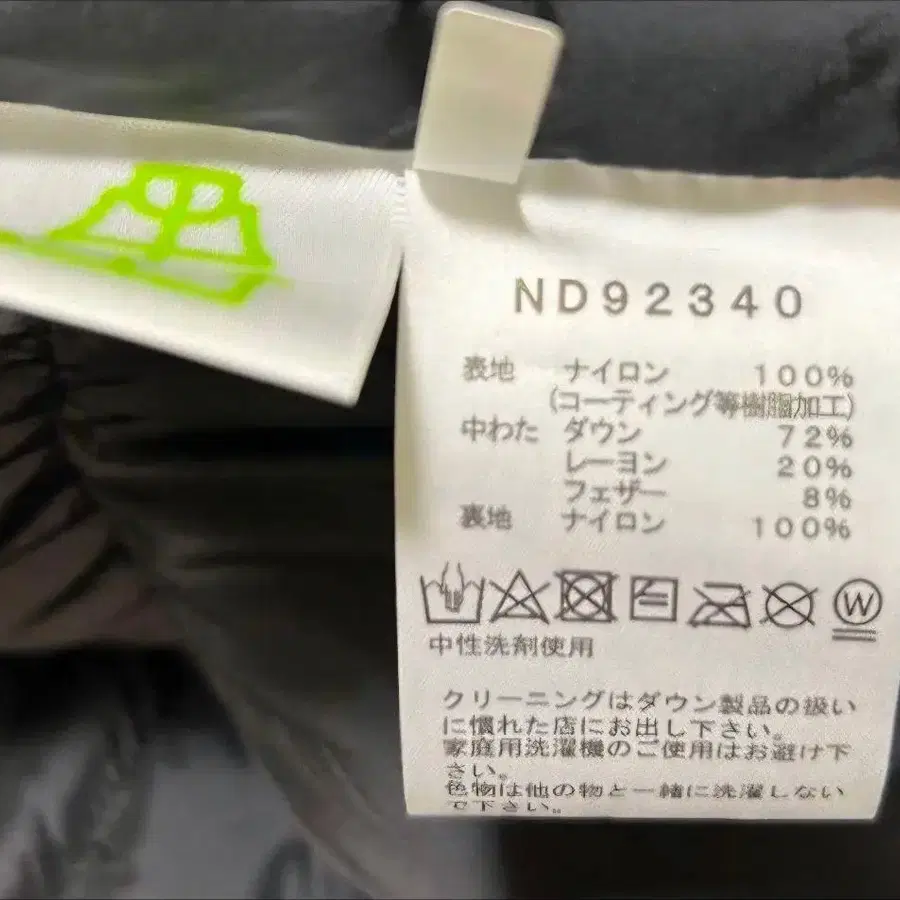 ND92340
表地 ナイロン 100%
(コーティング等樹脂加工)
中わた ダウン 72%
レーヨン 20%
フェザー 8%
裏地 ナイロン 100%
W
中性洗剤使用
クリーニングはダウン製品の扱い
に慣れた店にお出し下さい。
家庭用洗濯機のご使用はお避け下
さい。
色物は他の物と一緒に洗濯しない
で下さい。